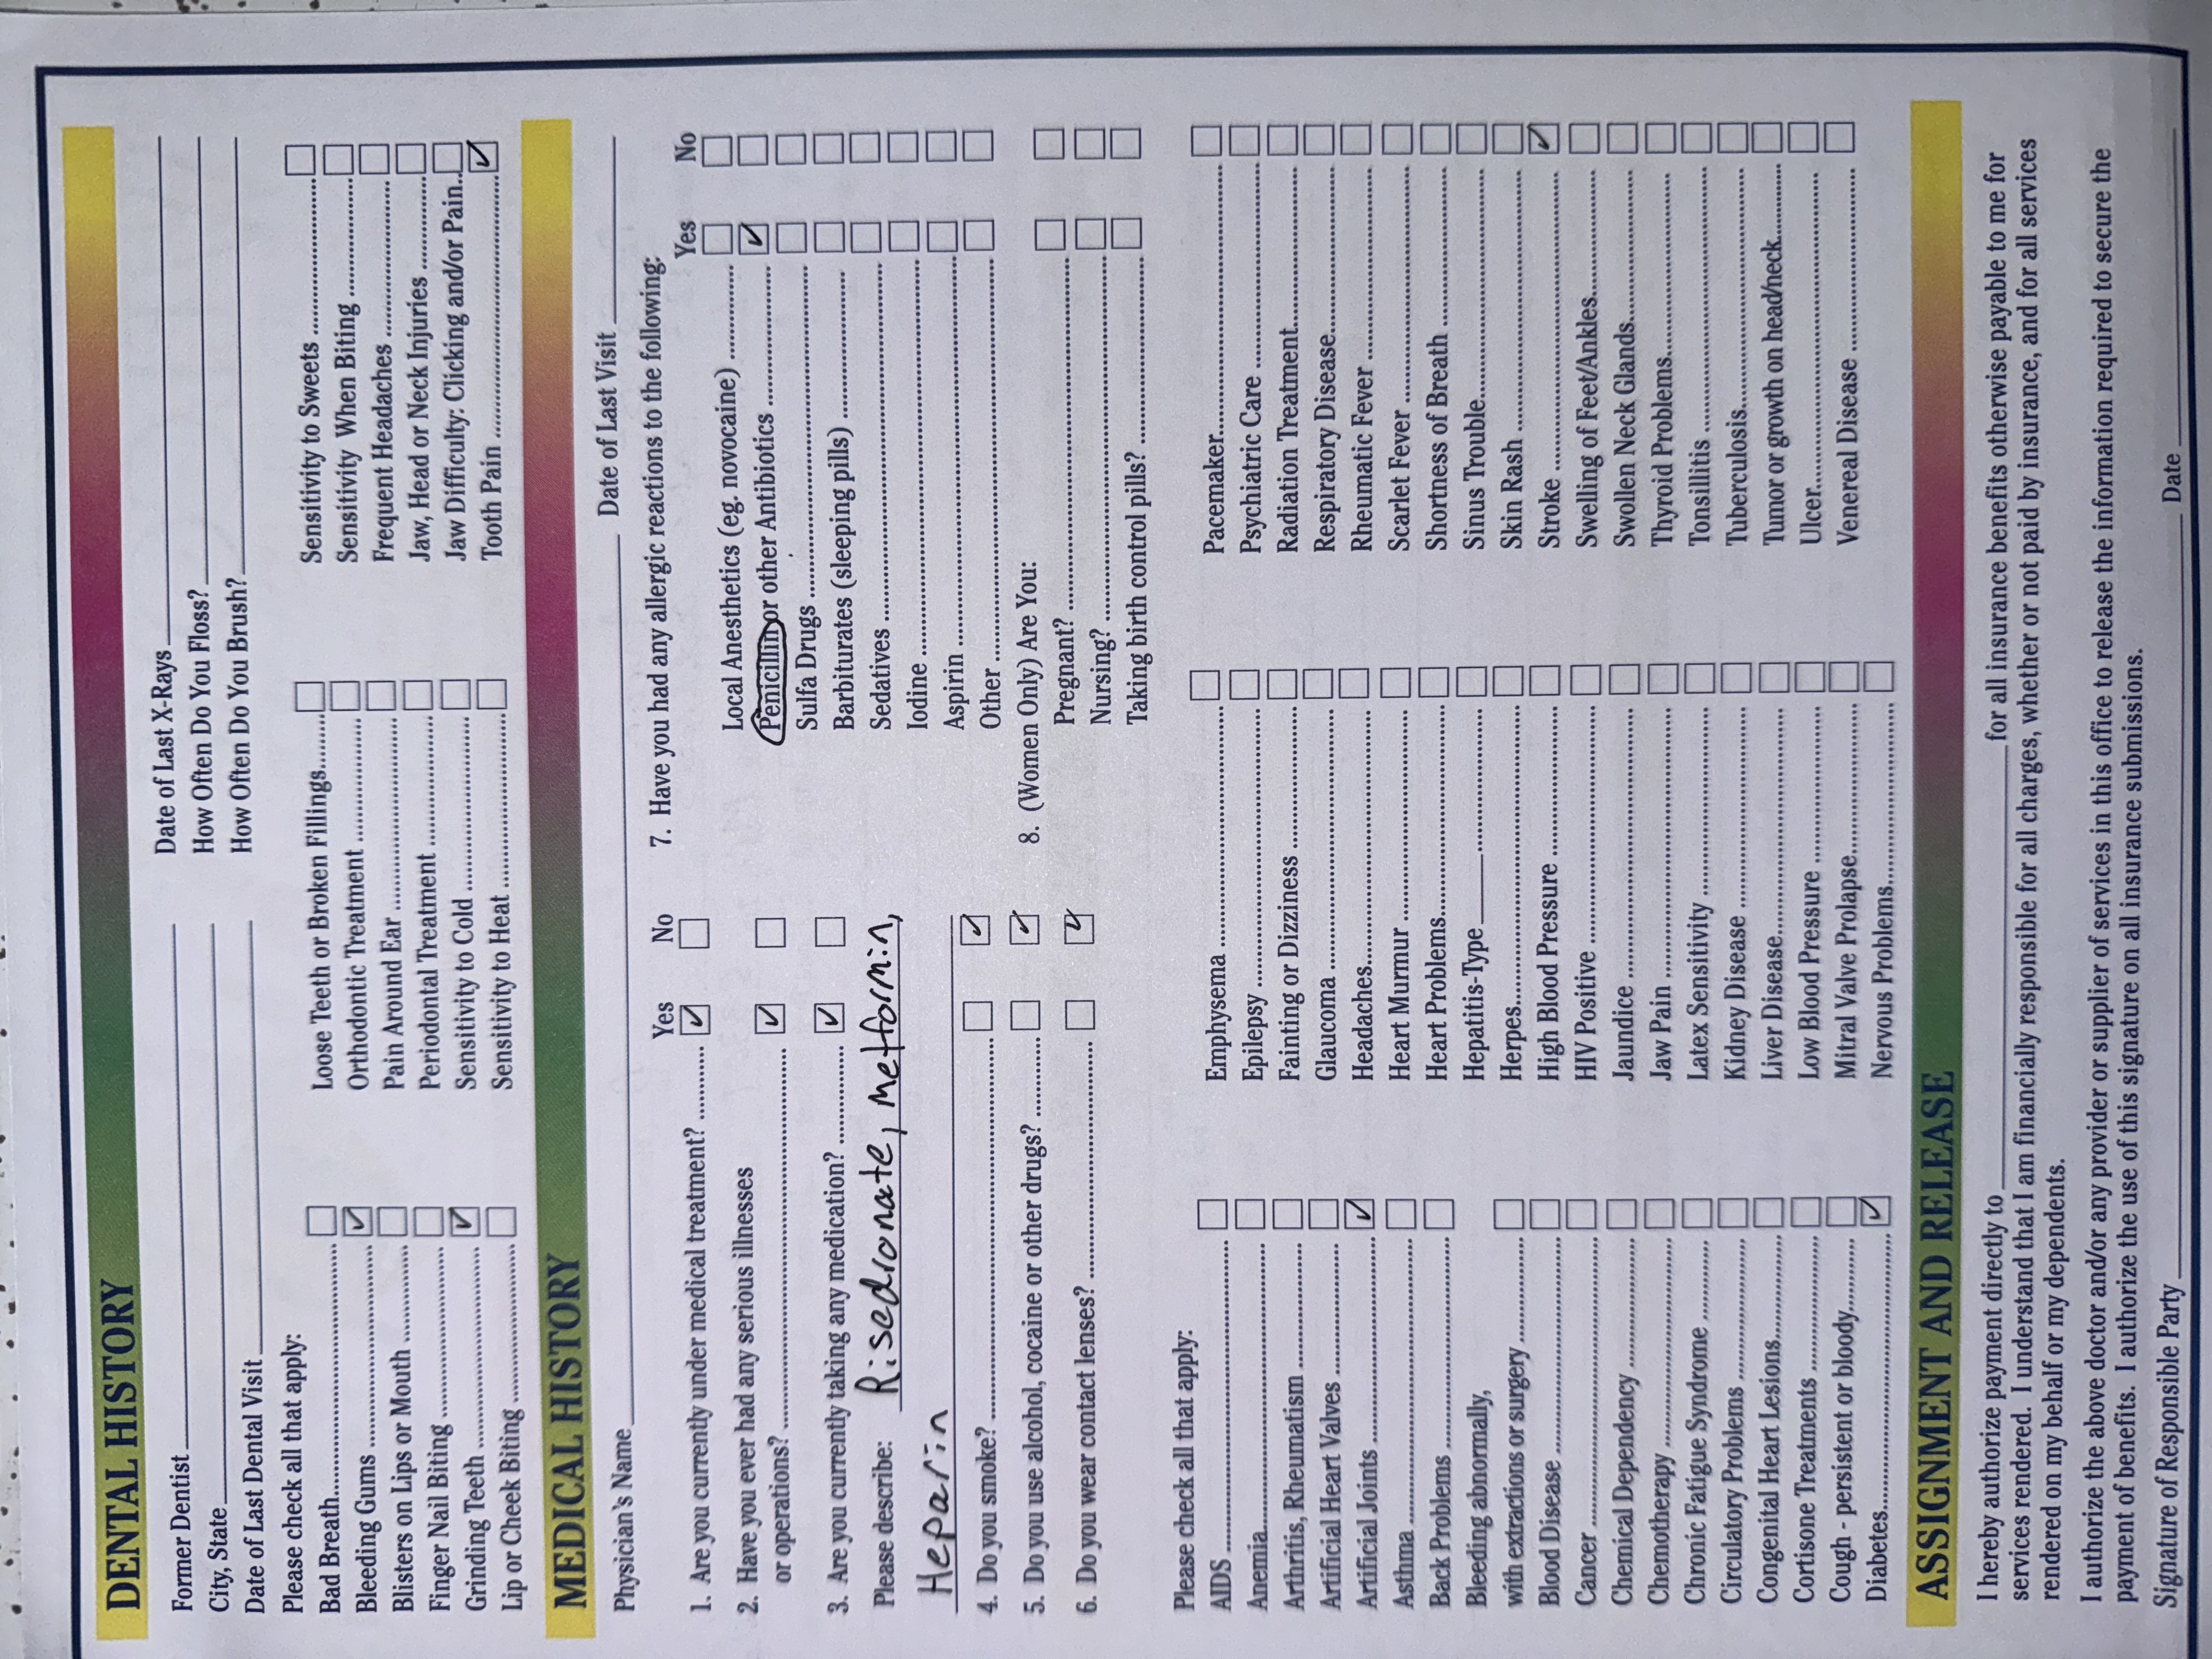 DENTAL HISTORY
Former Dentist
City, State
Date of Last Dental Visit
Date of Last X-Rays
How Often Do You Floss?
How Often Do You Brush?
Please check all that apply:
Bad Breath
Bleeding Gums ✓
Blisters on Lips or Mouth
Finger Nail Biting
Grinding Teeth ✓
Lip or Cheek Biting
Loose Teeth or Broken Fillings
Orthodontic Treatment
Pain Around Ear
Periodontal Treatment
Sensitivity to Cold
Sensitivity to Heat
Sensitivity to Sweets
Sensitivity When Biting
Frequent Headaches
Jaw, Head or Neck Injuries
Jaw Difficulty: Clicking and/or Pain
Tooth Pain ✓
MEDICAL HISTORY
Physician's Name Date of Last Visit
Yes No
1. Are you currently under medical treatment? ✓
2. Have you ever had any serious illnesses
or operations? ✓
3. Are you currently taking any medication? ✓
Please describe: Risedronate, Metformin,
Heparin
4. Do you smoke? ✓
5. Do you use alcohol, cocaine or other drugs? ✓
6. Do you wear contact lenses? ✓
7. Have you had any allergic reactions to the following:
Yes No
Local Anesthetics (eg. novocaine)
Penicillin or other Antibiotics ✓
Sulfa Drugs
Barbiturates (sleeping pills)
Sedatives
Iodine
Aspirin
Other
8. (Women Only) Are You:
Pregnant?
Nursing?
Taking birth control pills?
Please check all that apply:
AIDS
Anemia
Arthritis, Rheumatism
Artificial Heart Valves
Artificial Joints ✓
Asthma
Back Problems
Bleeding abnormally,
with extractions or surgery
Blood Disease
Cancer
Chemical Dependency
Chemotherapy
Chronic Fatigue Syndrome
Circulatory Problems
Congenital Heart Lesions
Cortisone Treatments
Cough - persistent or bloody
Diabetes ✓
Emphysema
Epilepsy
Fainting or Dizziness
Glaucoma
Headaches
Heart Murmur
Heart Problems
Hepatitis-Type
Herpes
High Blood Pressure
HIV Positive
Jaundice
Jaw Pain
Latex Sensitivity
Kidney Disease
Liver Disease
Low Blood Pressure
Mitral Valve Prolapse
Nervous Problems
Pacemaker
Psychiatric Care
Radiation Treatment
Respiratory Disease
Rheumatic Fever
Scarlet Fever
Shortness of Breath
Sinus Trouble
Skin Rash
Stroke ✓
Swelling of Feet/Ankles
Swollen Neck Glands
Thyroid Problems
Tonsillitis
Tuberculosis
Tumor or growth on head/neck
Ulcer
Venereal Disease
ASSIGNMENT AND RELEASE
I hereby authorize payment directly to for all insurance benefits otherwise payable to me for
services rendered. I understand that I am financially responsible for all charges, whether or not paid by insurance, and for all services
rendered on my behalf or my dependents.
I authorize the above doctor and/or any provider or supplier of services in this office to release the information required to secure the
payment of benefits. I authorize the use of this signature on all insurance submissions.
Signature of Responsible Party Date